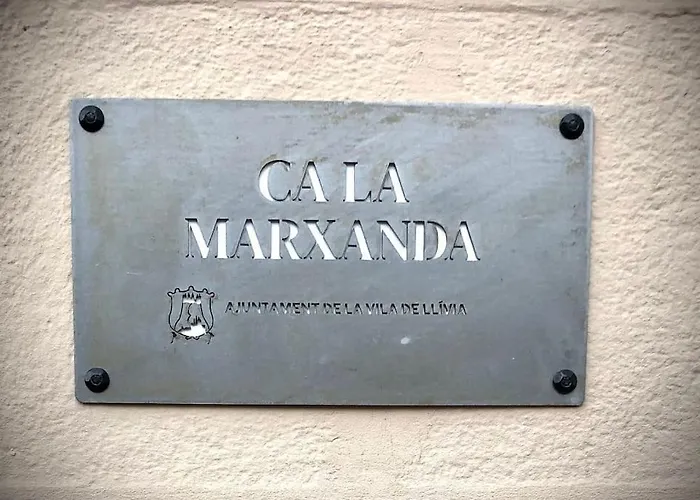 CA LA
MARXANDA
AJUNTAMENT DE LA VILA DE LLÍVIA